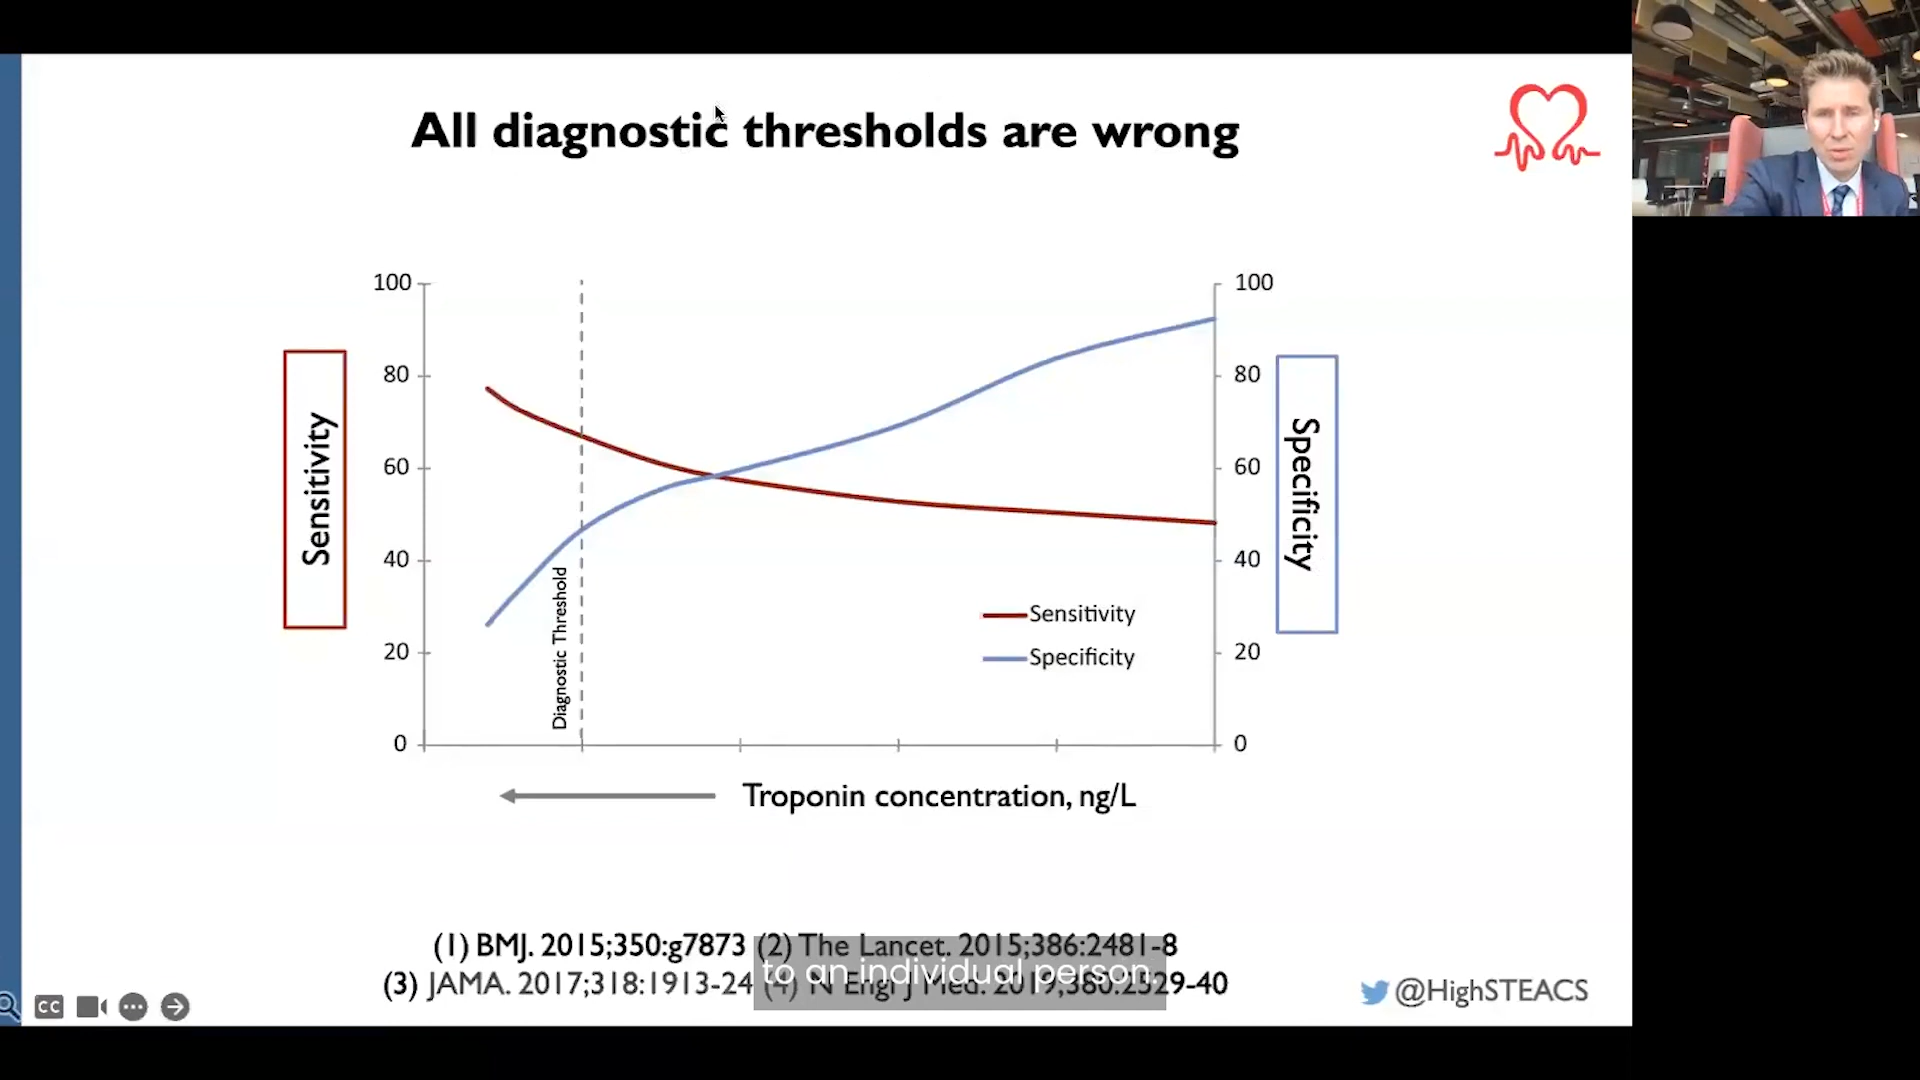 All diagnostic thresholds are wrong
100
80
60
40
20
0
100
80
60
40
20
0
Sensitivity
Specificity
Diagnostic Threshold
Sensitivity
Specificity
Troponin concentration, ng/L
(1) BMJ. 2015;350:g7873 (2) The Lancet. 2015;386:2481-8
(3) JAMA. 2017;318:1913-24 (4) N Engl J Med. 2019;380:2529-40
to an individual person.
@HighSTEACS
CC